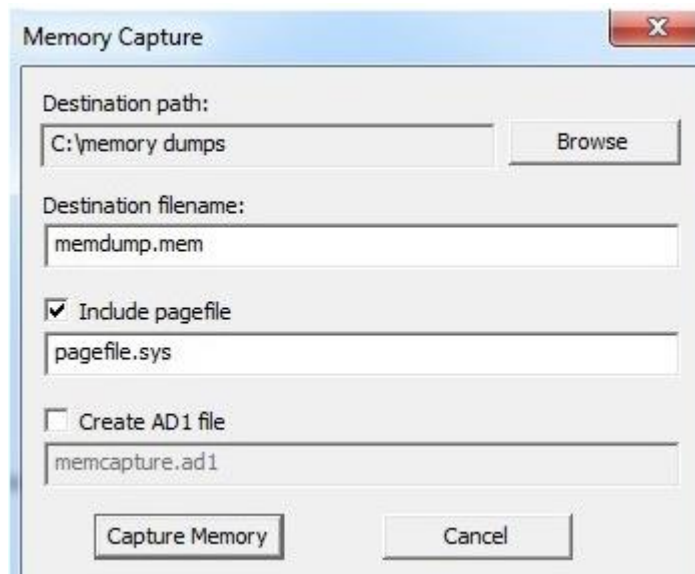 Memory Capture
Destination path:
C:\memory dumps
Browse
Destination filename:
memdump.mem
Include pagefile
pagefile.sys
Create AD1 file
memcapture.ad1
Capture Memory
Cancel